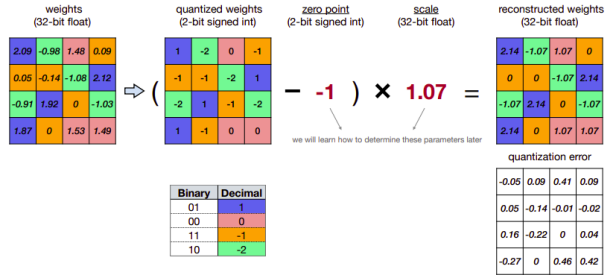 weights
(32-bit float)
quantized weights
(2-bit signed int)
zero point
(2-bit signed int)
scale
(32-bit float)
reconstructed weights
(32-bit float)
2.09 -0.98 1.48 0.09
0.05 -0.14 -1.08 2.12
-0.91 1.92 0 -1.03
1.87 0 1.53 1.49
1 -2 0 -1
-1 -1 -2 1
-2 1 -1 -2
1 -1 0 0
( − -1 ) × 1.07 =
2.14 -1.07 1.07 0
0 0 -1.07 2.14
-1.07 2.14 0 -1.07
2.14 0 1.07 1.07
we will learn how to determine these parameters later
Binary Decimal
01 1
00 0
11 -1
10 -2
quantization error
-0.05 0.09 0.41 0.09
0.05 -0.14 -0.01 -0.02
0.16 -0.22 0 0.04
-0.27 0 0.46 0.42